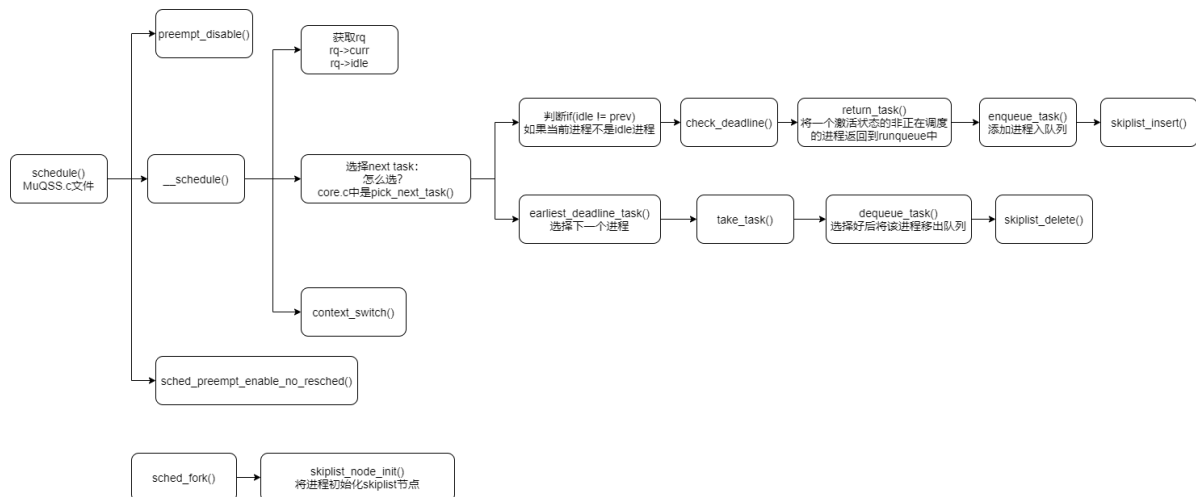 preempt_disable()
获取rq
rq->curr
rq->idle
schedule()
MuQSS.c文件
__schedule()
选择next task:
怎么选?
core.c中是pick_next_task()
判断if(idle != prev)
如果当前进程不是idle进程
check_deadline()
return_task()
将一个激活状态的非正在调度
的进程返回到runqueue中
enqueue_task()
添加进程入队列
skiplist_insert()
earliest_deadline_task()
选择下一个进程
take_task()
dequeue_task()
选择好后将该进程移出队列
skiplist_delete()
context_switch()
sched_preempt_enable_no_resched()
sched_fork()
skiplist_node_init()
将进程初始化skiplist节点